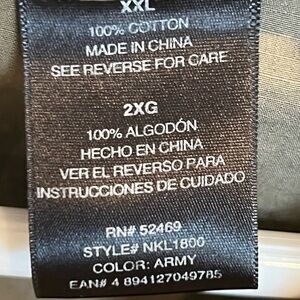 XXL
100% COTTON
MADE IN CHINA
SEE REVERSE FOR CARE
2XG
100% ALGODÓN
HECHO EN CHINA
VER EL REVERSO PARA
INSTRUCCIONES DE CUIDADO
RN# 52469
STYLE# NKL1800
COLOR: ARMY
EAN# 4 894127049785